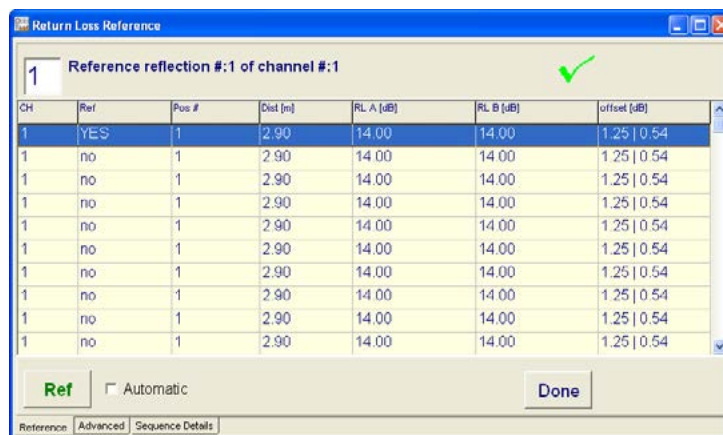 Return Loss Reference
1 Reference reflection #:1 of channel #:1
CH Ref Pos # Dist [m] RL A [dB] RL B [dB] offset [dB]
1 YES 1 2.90 14.00 14.00 1.25 | 0.54
1 no 1 2.90 14.00 14.00 1.25 | 0.54
1 no 1 2.90 14.00 14.00 1.25 | 0.54
1 no 1 2.90 14.00 14.00 1.25 | 0.54
1 no 1 2.90 14.00 14.00 1.25 | 0.54
1 no 1 2.90 14.00 14.00 1.25 | 0.54
1 no 1 2.90 14.00 14.00 1.25 | 0.54
1 no 1 2.90 14.00 14.00 1.25 | 0.54
1 no 1 2.90 14.00 14.00 1.25 | 0.54
1 no 1 2.90 14.00 14.00 1.25 | 0.54
Ref Automatic Done
Reference Advanced Sequence Details